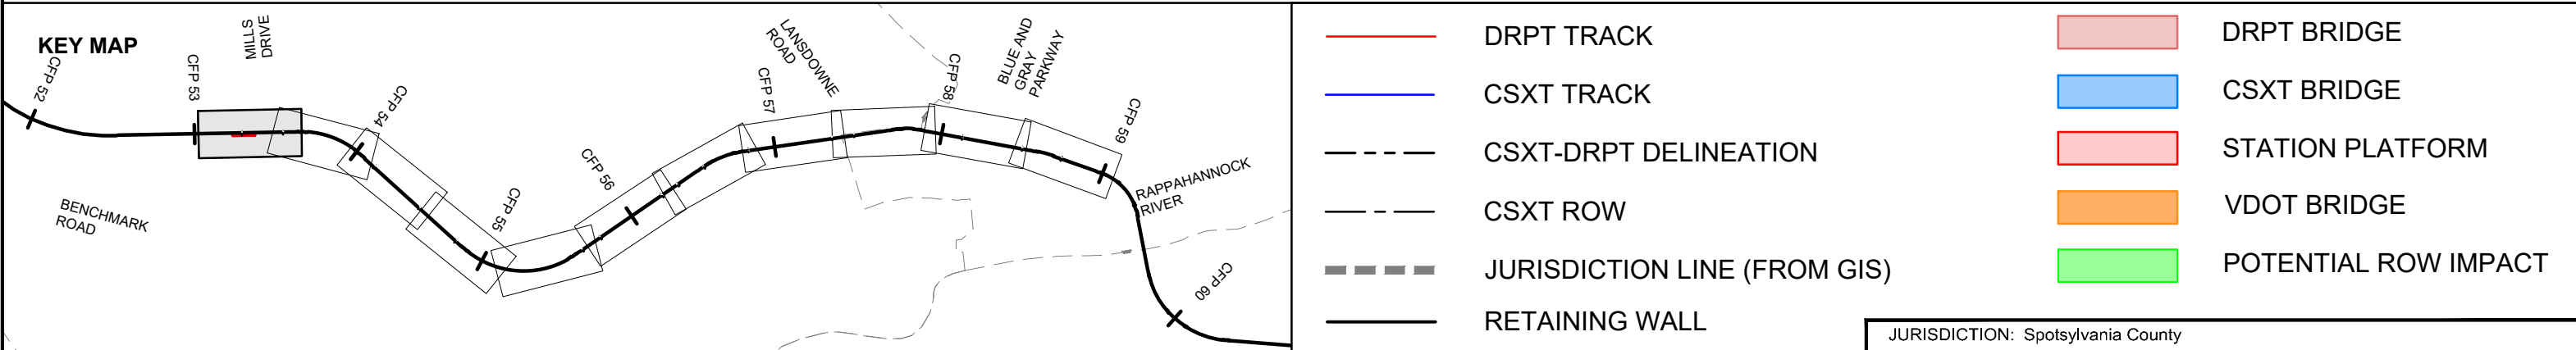 KEY MAP
CFP 52
CFP 53
MILLS
DRIVE
BENCHMARK
ROAD
CFP 54
CFP 55
CFP 56
LANSDOWNE
ROAD
CFP 57
CFP 58
BLUE AND
GRAY
PARKWAY
CFP 59
RAPPAHANNOCK
RIVER
CFP 60
DRPT TRACK
CSXT TRACK
CSXT-DRPT DELINEATION
CSXT ROW
JURISDICTION LINE (FROM GIS)
RETAINING WALL
DRPT BRIDGE
CSXT BRIDGE
STATION PLATFORM
VDOT BRIDGE
POTENTIAL ROW IMPACT
JURISDICTION: Spotsylvania County